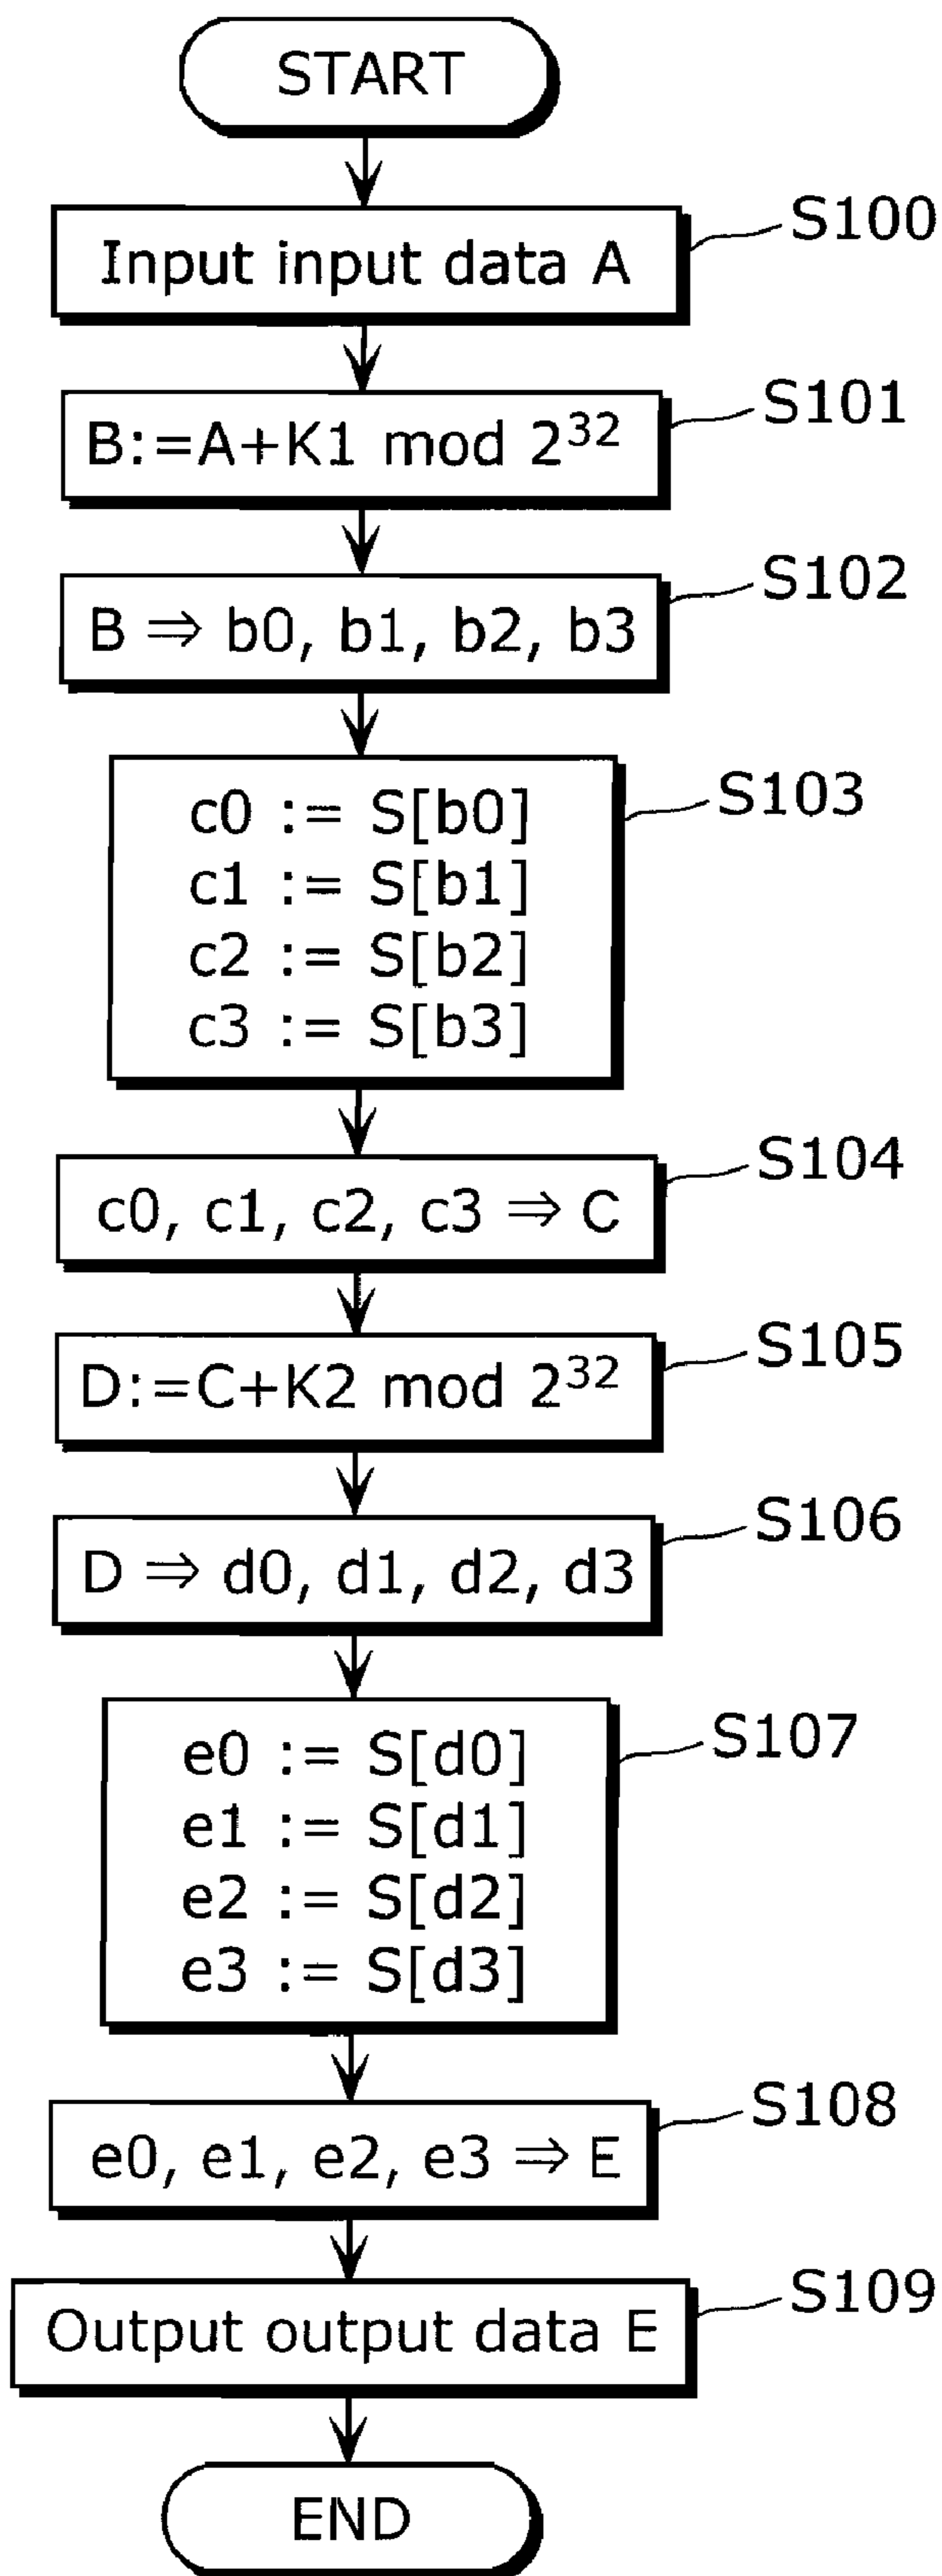 START
Input input data A
S100
B:=A+K1 mod 2³²
S101
B ⇒ b0, b1, b2, b3
S102
c0 := S[b0]
c1 := S[b1]
c2 := S[b2]
c3 := S[b3]
S103
c0, c1, c2, c3 ⇒ C
S104
D:=C+K2 mod 2³²
S105
D ⇒ d0, d1, d2, d3
S106
e0 := S[d0]
e1 := S[d1]
e2 := S[d2]
e3 := S[d3]
S107
e0, e1, e2, e3 ⇒ E
S108
Output output data E
S109
END